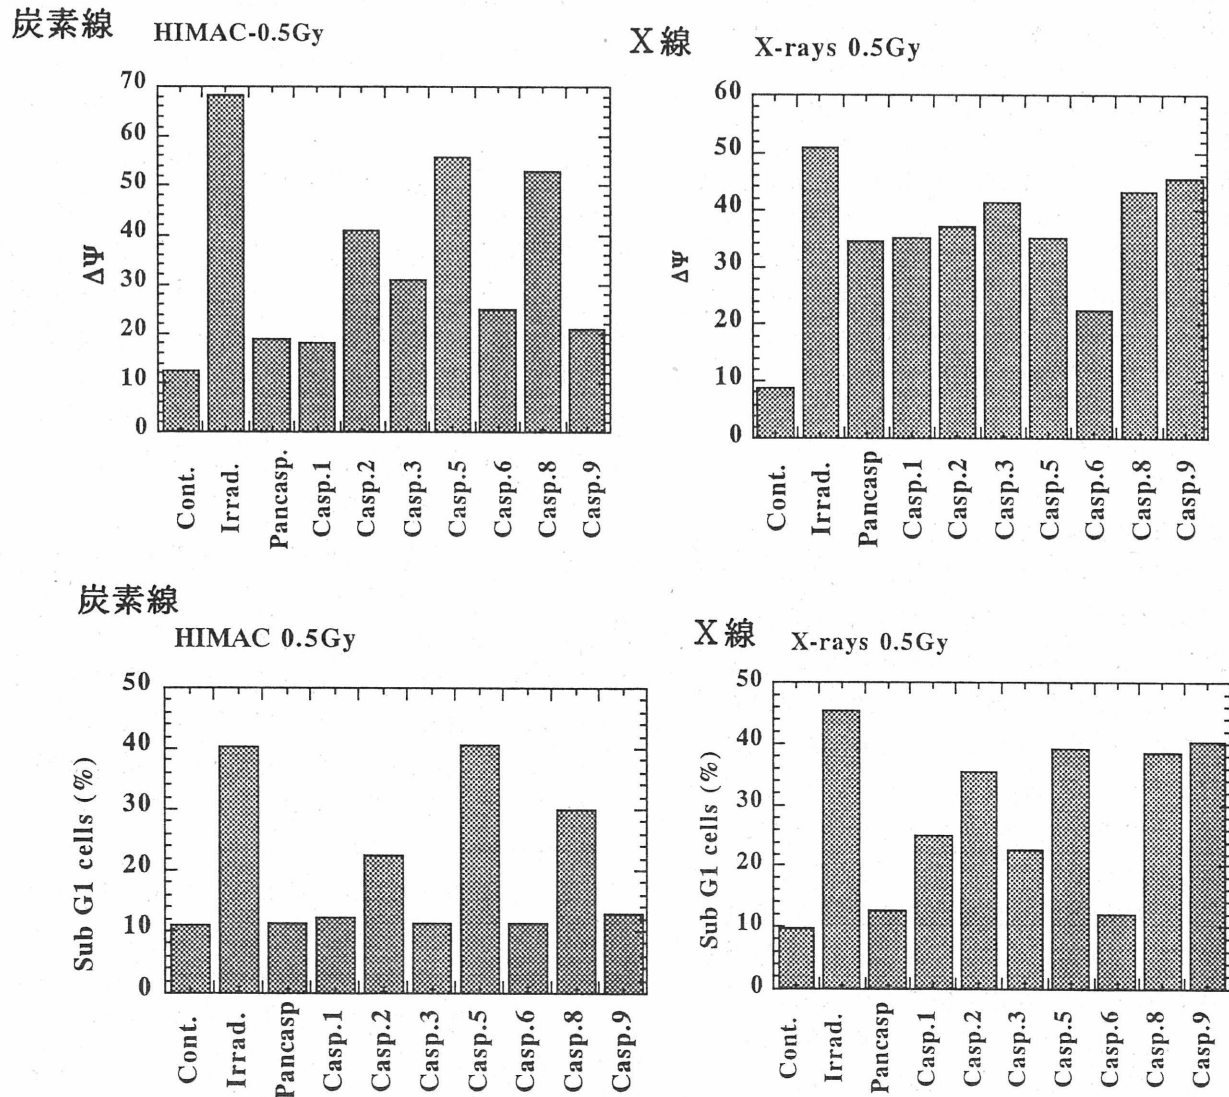 炭素線 HIMAC-0.5Gy
70
60
50
40
30
20
10
0
ΔΨ
Cont.
Irrad.
Pancasp.
Casp.1
Casp.2
Casp.3
Casp.5
Casp.6
Casp.8
Casp.9
X線 X-rays 0.5Gy
60
50
40
30
20
10
0
ΔΨ
Cont.
Irrad.
Pancasp
Casp.1
Casp.2
Casp.3
Casp.5
Casp.6
Casp.8
Casp.9
炭素線
HIMAC 0.5Gy
50
40
30
20
10
0
Sub G1 cells (%)
Cont.
Irrad.
Pancasp
Casp.1
Casp.2
Casp.3
Casp.5
Casp.6
Casp.8
Casp.9
X線 X-rays 0.5Gy
50
40
30
20
10
0
Sub G1 cells (%)
Cont.
Irrad.
Pancasp
Casp.1
Casp.2
Casp.3
Casp.5
Casp.6
Casp.8
Casp.9